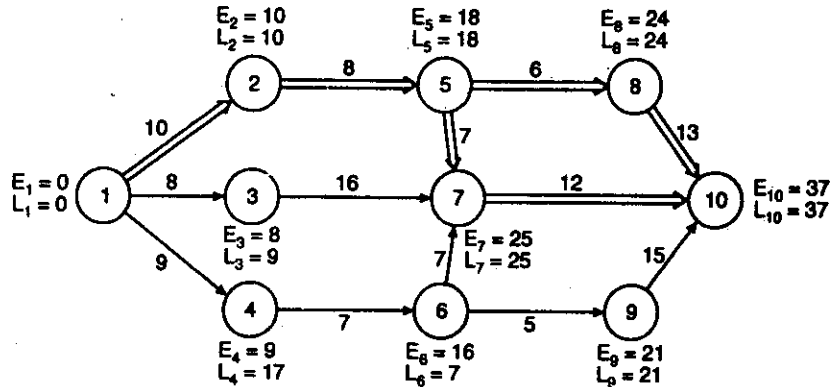 E₂ = 10
L₂ = 10
E₅ = 18
L₅ = 18
E₈ = 24
L₈ = 24
2
8
5
6
8
10
7
13
E₁ = 0
L₁ = 0
1
8
3
16
7
12
10
E₁₀ = 37
L₁₀ = 37
E₃ = 8
L₃ = 9
E₇ = 25
L₇ = 25
9
7
15
4
7
6
5
9
E₄ = 9
L₄ = 17
E₆ = 16
L₆ = 7
E₉ = 21
L₉ = 21